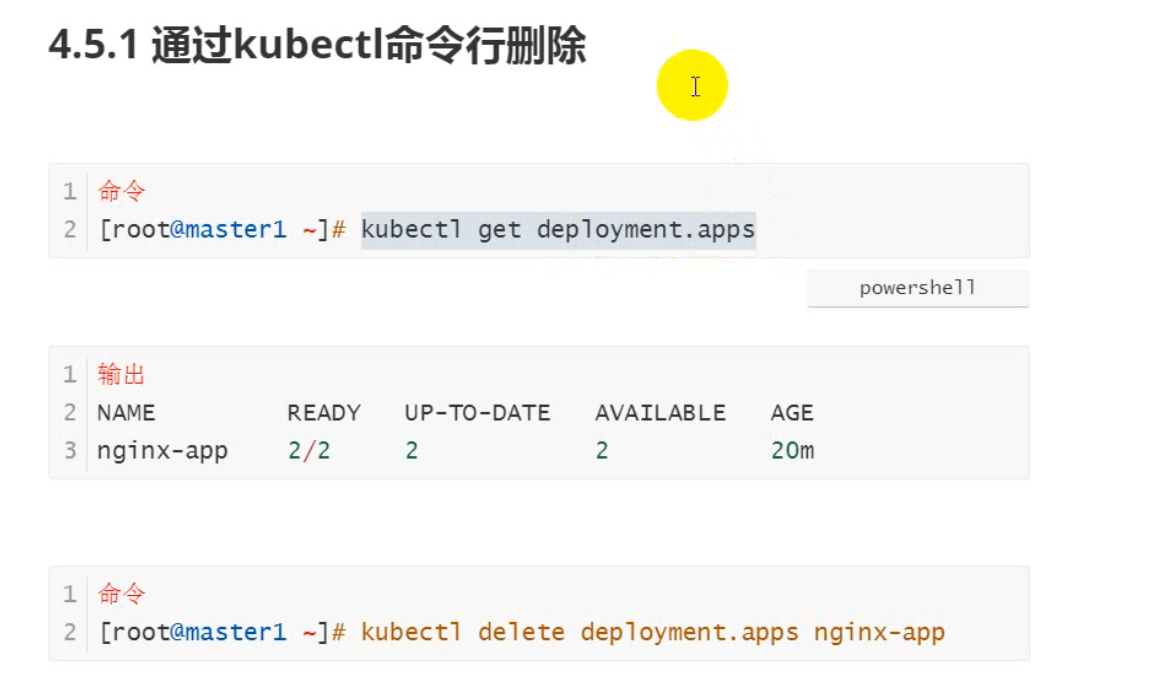 4.5.1 通过kubectl命令行删除
1 命令
2 [root@master1 ~]# kubectl get deployment.apps
powershell
1 输出
2 NAME READY UP-TO-DATE AVAILABLE AGE
3 nginx-app 2/2 2 2 20m
1 命令
2 [root@master1 ~]# kubectl delete deployment.apps nginx-app